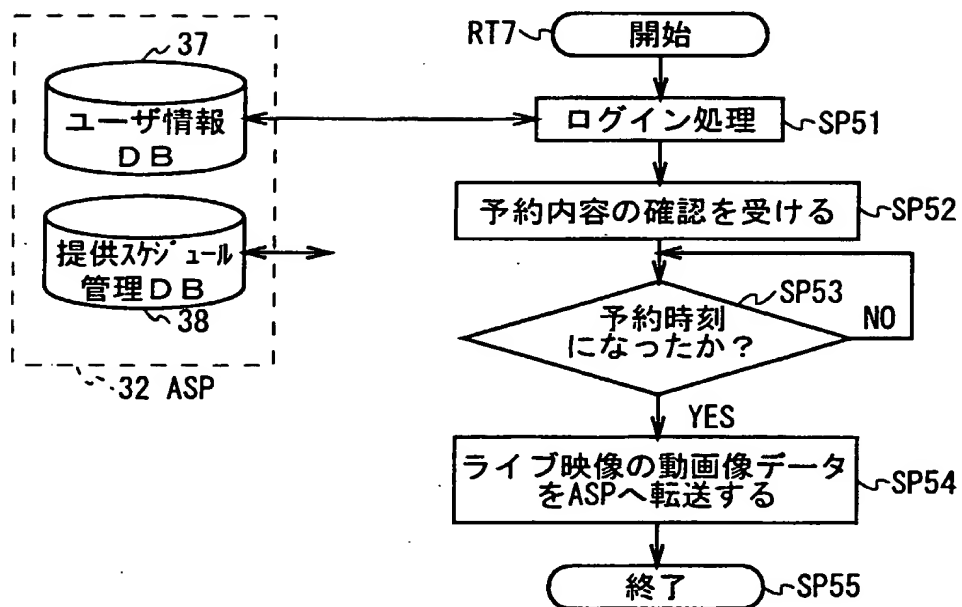 37
ユーザ情報
DB
提供スケジュール
管理DB
38
32 ASP
RT7
開始
ログイン処理
SP51
予約内容の確認を受ける
SP52
SP53
予約時刻
になったか?
NO
YES
ライブ映像の動画像データ
をASPへ転送する
SP54
終了
SP55